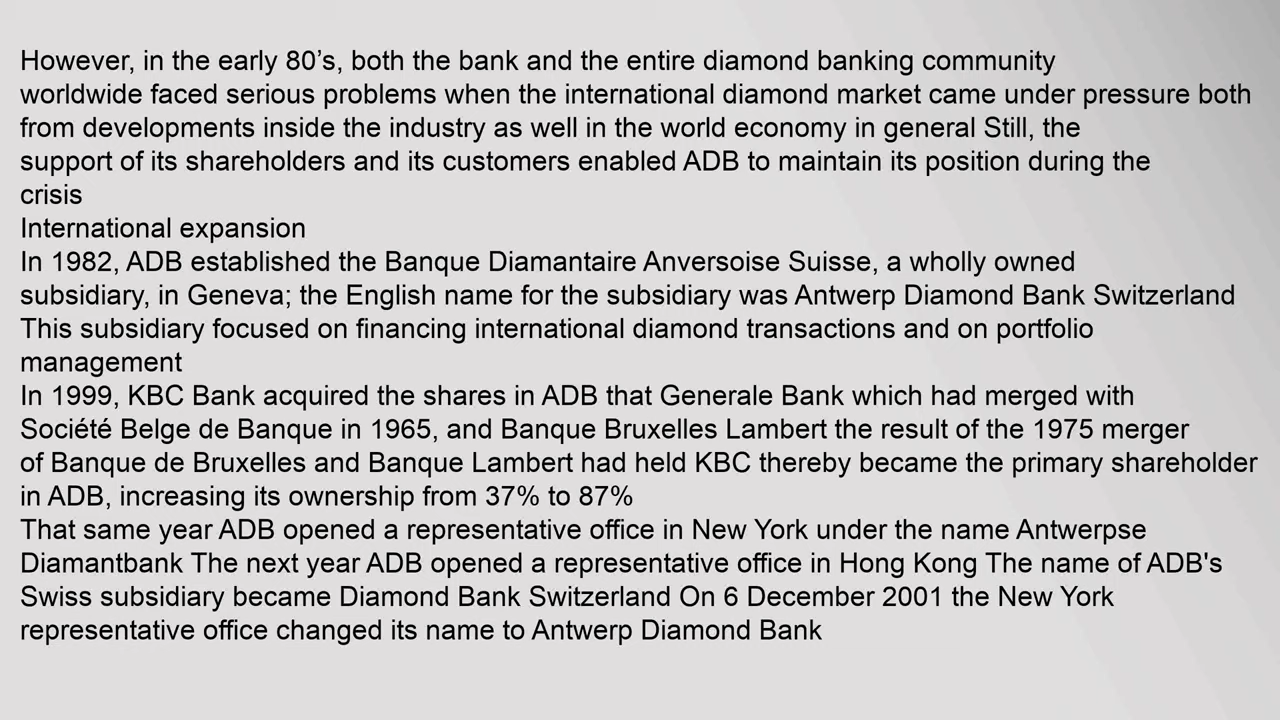 However, in the early 80’s, both the bank and the entire diamond banking community
worldwide faced serious problems when the international diamond market came under pressure both
from developments inside the industry as well in the world economy in general Still, the
support of its shareholders and its customers enabled ADB to maintain its position during the
crisis
International expansion
In 1982, ADB established the Banque Diamantaire Anversoise Suisse, a wholly owned
subsidiary, in Geneva; the English name for the subsidiary was Antwerp Diamond Bank Switzerland
This subsidiary focused on financing international diamond transactions and on portfolio
management
In 1999, KBC Bank acquired the shares in ADB that Generale Bank which had merged with
Société Belge de Banque in 1965, and Banque Bruxelles Lambert the result of the 1975 merger
of Banque de Bruxelles and Banque Lambert had held KBC thereby became the primary shareholder
in ADB, increasing its ownership from 37% to 87%
That same year ADB opened a representative office in New York under the name Antwerpse
Diamantbank The next year ADB opened a representative office in Hong Kong The name of ADB's
Swiss subsidiary became Diamond Bank Switzerland On 6 December 2001 the New York
representative office changed its name to Antwerp Diamond Bank